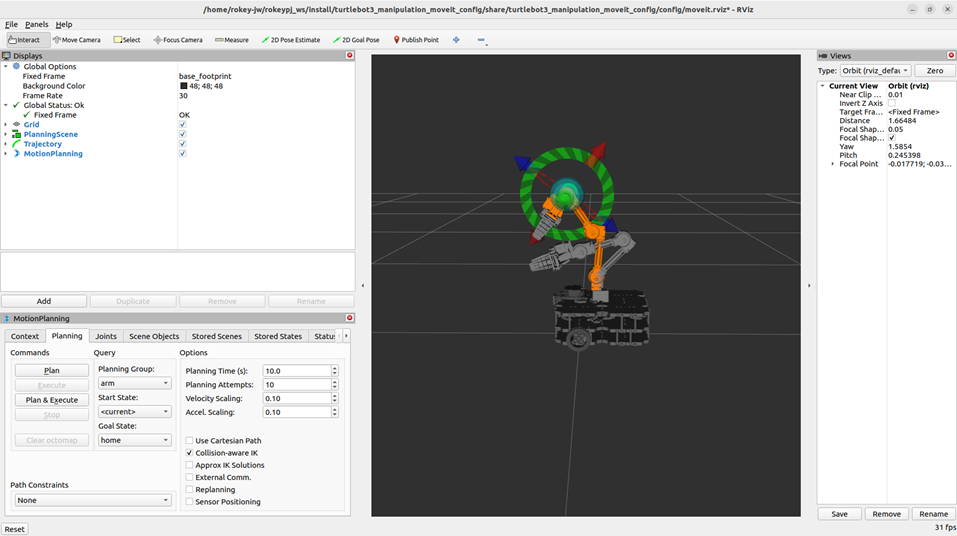 /home/rokey-jw/rokeypj_ws/install/turtlebot3_manipulation_moveit_config/share/turtlebot3_manipulation_moveit_config/config/moveit.rviz* - RViz
File Panels Help
Interact Move Camera Select Focus Camera Measure 2D Pose Estimate 2D Goal Pose Publish Point
Displays
Global Options
Fixed Frame base_footprint
Background Color 48; 48; 48
Frame Rate 30
Global Status: Ok
Fixed Frame OK
Grid
PlanningScene
Trajectory
MotionPlanning
Add Duplicate Remove Rename
MotionPlanning
Context Planning Joints Scene Objects Stored Scenes Stored States Statu
Commands
Plan
Execute
Plan & Execute
Stop
Clear octomap
Query
Planning Group:
arm
Start State:
<current>
Goal State:
home
Options
Planning Time (s): 10.0
Planning Attempts: 10
Velocity Scaling: 0.10
Accel. Scaling: 0.10
Use Cartesian Path
Collision-aware IK
Approx IK Solutions
External Comm.
Replanning
Sensor Positioning
Path Constraints
None
Reset
Views
Type: Orbit (rviz_defau Zero
Current View Orbit (rviz)
Near Clip ... 0.01
Invert Z Axis
Target Fra... <Fixed Frame>
Distance 1.66484
Focal Shap... 0.05
Focal Shap...
Yaw 1.5854
Pitch 0.245398
Focal Point -0.017719; -0.03...
Save Remove Rename
31 fps